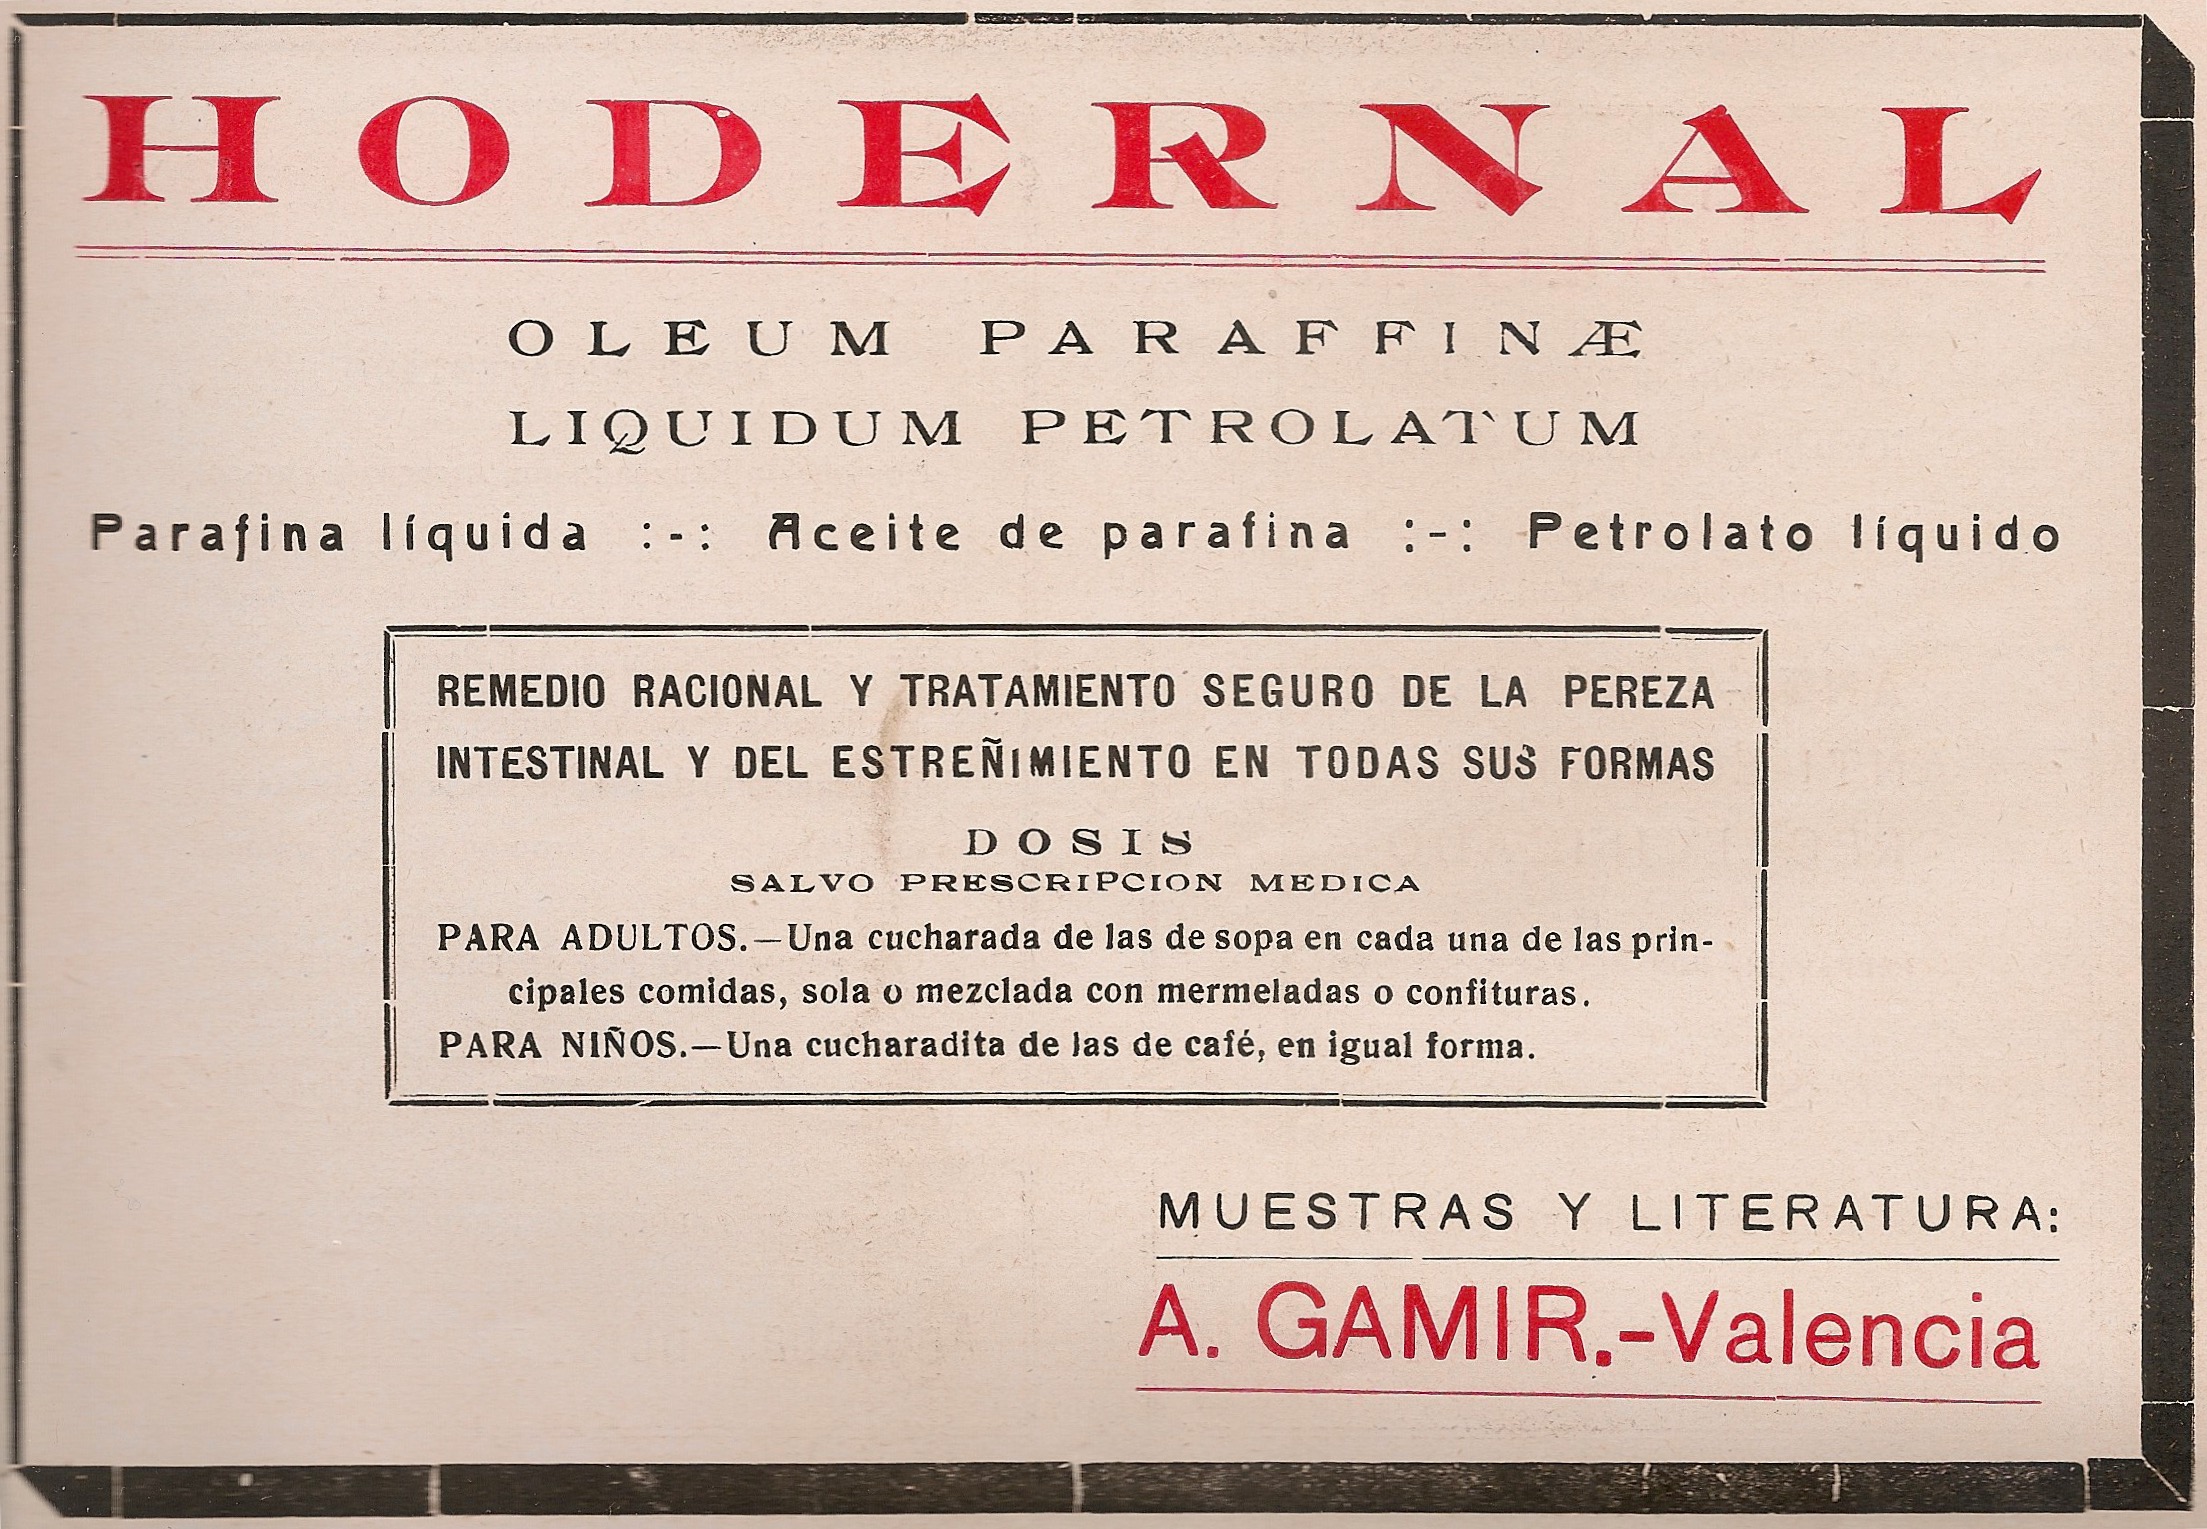 HODERNAL
OLEUM PARAFFINÆ
LIQUIDUM PETROLATUM
Parafina líquida :-: Aceite de parafina :-: Petrolato líquido
REMEDIO RACIONAL Y TRATAMIENTO SEGURO DE LA PEREZA
INTESTINAL Y DEL ESTREÑIMIENTO EN TODAS SUS FORMAS
DOSIS
SALVO PRESCRIPCION MEDICA
PARA ADULTOS.—Una cucharada de las de sopa en cada una de las prin-
cipales comidas, sola o mezclada con mermeladas o confituras.
PARA NIÑOS.—Una cucharadita de las de café, en igual forma.
MUESTRAS Y LITERATURA:
A. GAMIR.-Valencia